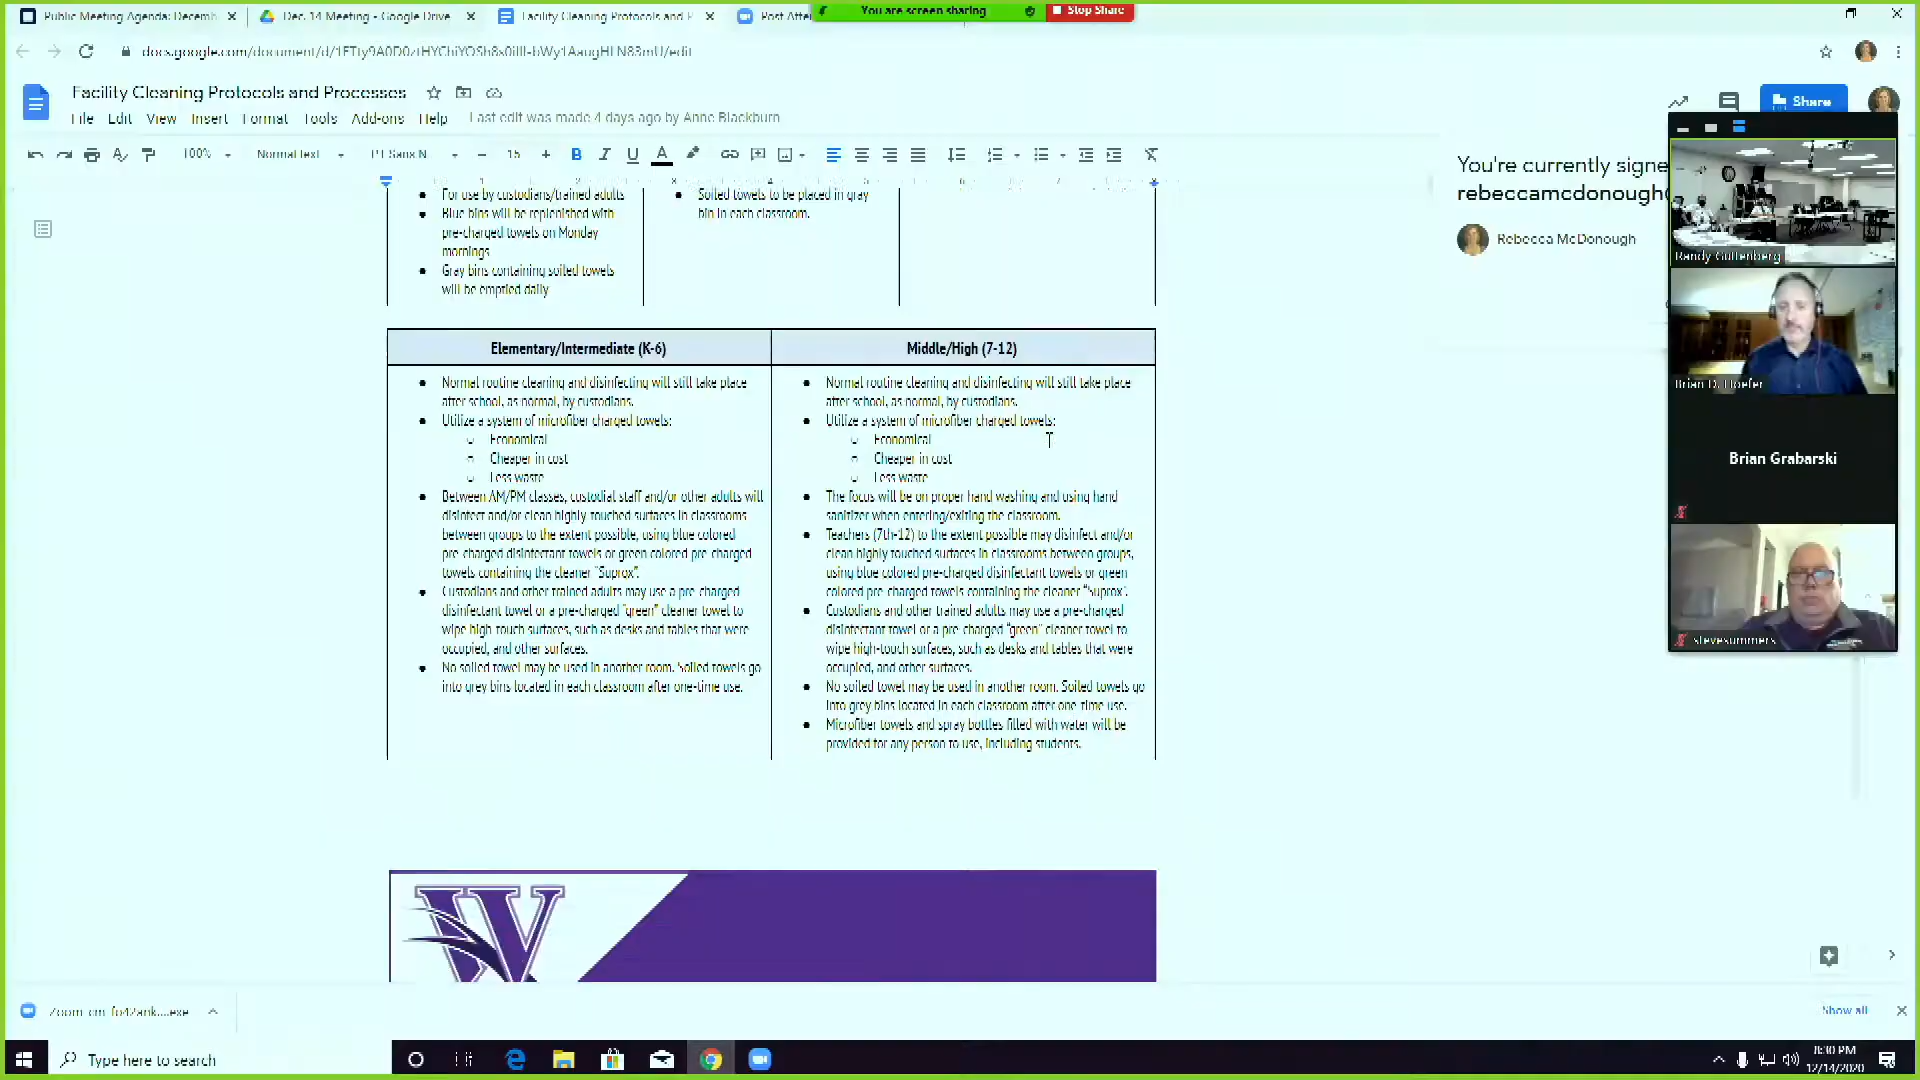 Public Meeting Agenda: Decemb
Dec. 14 Meeting - Google Drive
Facility Cleaning Protocols and P
Post Atte
You are screen sharing
Stop Share
Facility Cleaning Protocols and Processes
Share
File Edit View Insert Format Tools Add-ons Help Last edit was made 4 days ago by Anne Blackburn
100% Normal text PT Sans N 15
You're currently signe
rebeccamcdonough
Rebecca McDonough
For use by custodians/trained adults
Blue bins will be replenished with
pre-charged towels on Monday
mornings
Gray bins containing soiled towels
will be emptied daily
Soiled towels to be placed in gray
bin in each classroom.
Elementary/Intermediate (K-6)
Normal routine cleaning and disinfecting will still take place
after school, as normal, by custodians.
Utilize a system of microfiber charged towels:
Economical
Cheaper in cost
Less waste
Between AM/PM classes, custodial staff and/or other adults will
disinfect and/or clean highly-touched surfaces in classrooms
between groups to the extent possible, using blue colored
pre-charged disinfectant towels or green colored pre-charged
towels containing the cleaner "Suprox".
Custodians and other trained adults may use a pre-charged
disinfectant towel or a pre-charged "green" cleaner towel to
wipe high-touch surfaces, such as desks and tables that were
occupied, and other surfaces.
No soiled towel may be used in another room. Soiled towels go
into grey bins located in each classroom after one-time use.
Middle/High (7-12)
Normal routine cleaning and disinfecting will still take place
after school, as normal, by custodians.
Utilize a system of microfiber charged towels:
Economical
Cheaper in cost
Less waste
The focus will be on proper hand washing and using hand
sanitizer when entering/exiting the classroom.
Teachers (7th-12) to the extent possible may disinfect and/or
clean highly touched surfaces in classrooms between groups,
using blue colored pre-charged disinfectant towels or green
colored pre-charged towels containing the cleaner "Suprox".
Custodians and other trained adults may use a pre-charged
disinfectant towel or a pre-charged "green" cleaner towel to
wipe high-touch surfaces, such as desks and tables that were
occupied, and other surfaces.
No soiled towel may be used in another room. Soiled towels go
into grey bins located in each classroom after one-time use.
Microfiber towels and spray bottles filled with water will be
provided for any person to use, including students.
Randy Guttenberg
Brian D. Hoefer
Brian Grabarski
stevesummers
W
Show all
Type here to search
8:30 PM
12/14/2020